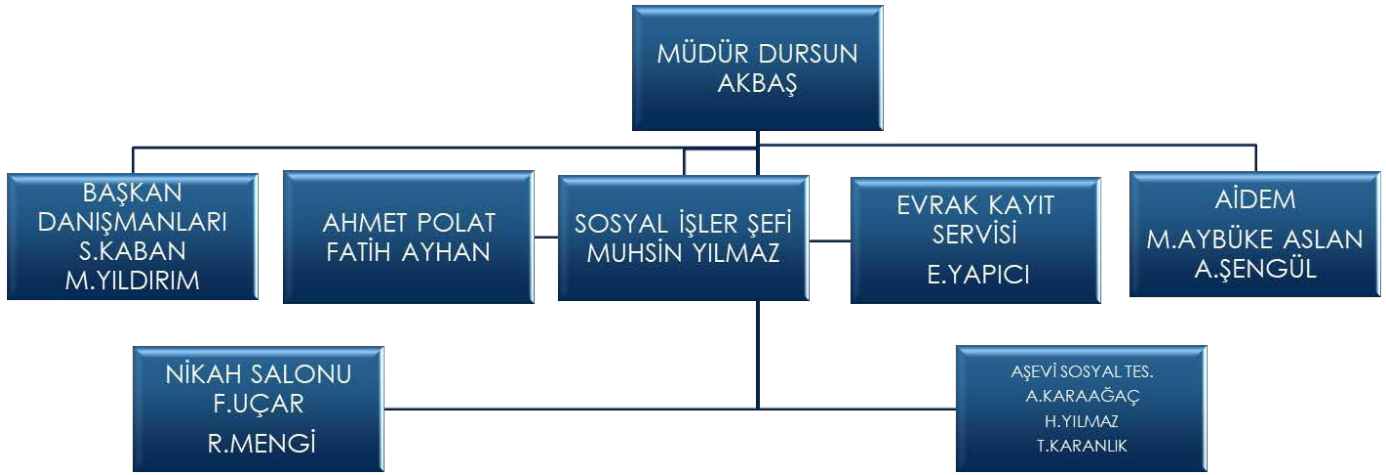 MÜDÜR DURSUN
AKBAŞ
BAŞKAN
DANIŞMANLARI
S.KABAN
M.YILDIRIM
AHMET POLAT
FATİH AYHAN
SOSYAL İŞLER ŞEFİ
MUHSİN YILMAZ
EVRAK KAYIT
SERVİSİ
E.YAPICI
AİDEM
M.AYBÜKE ASLAN
A.ŞENGÜL
NİKAH SALONU
F.UÇAR
R.MENGİ
AŞEVİ SOSYAL TES.
A.KARAAĞAÇ
H.YILMAZ
T.KARANLIK